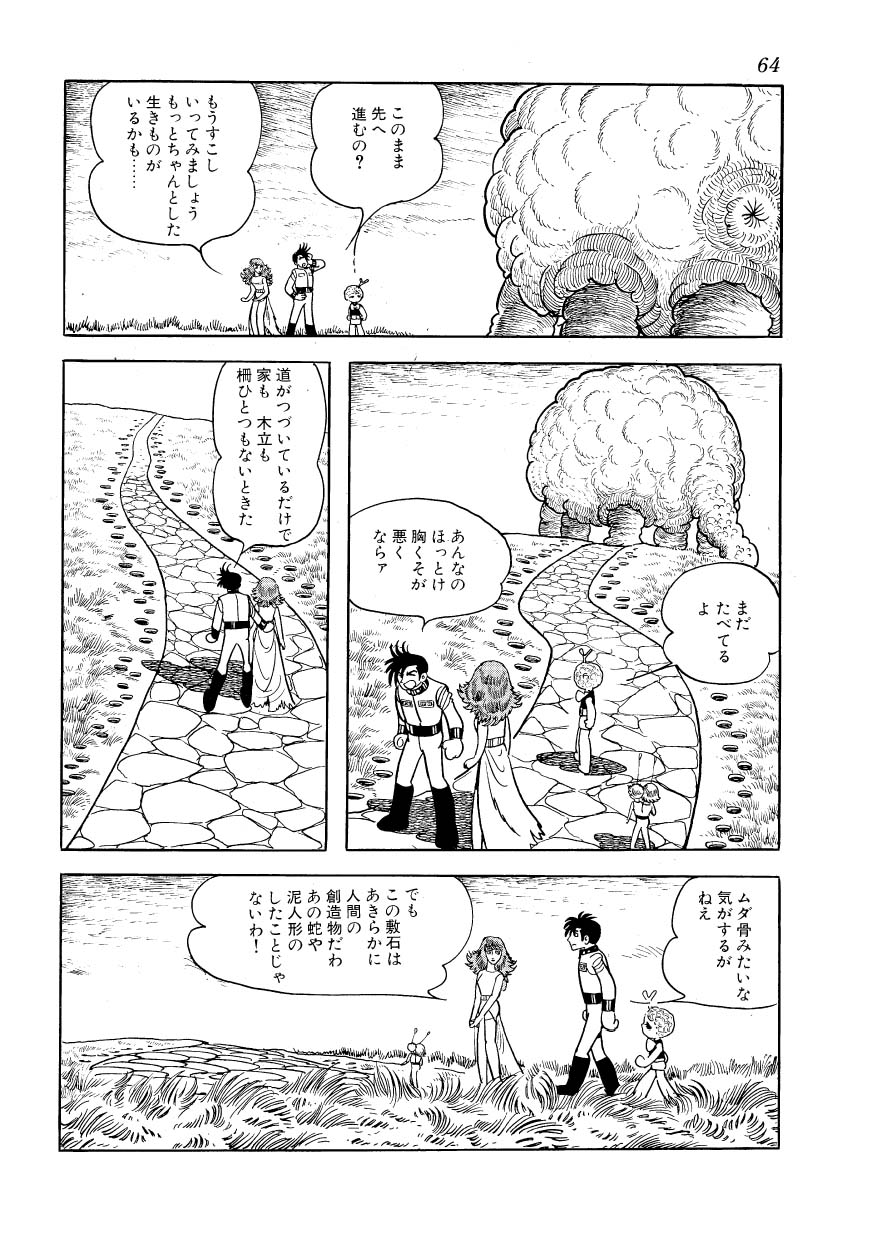 64
このまま
先へ
進むの？
もうすこし
いってみましょう
もっとちゃんとした
生きものが
いるかも……
まだ
たべてる
よ
あんなの
ほっとけ
胸くそが
悪く
ならァ
道がつづいているだけで
家も　木立も
柵ひとつもないときた
ムダ骨みたいな
気がするが
ねえ
でも
この敷石は
あきらかに
人間の
創造物だわ
あの蛇や
泥人形の
したことじゃ
ないわ！